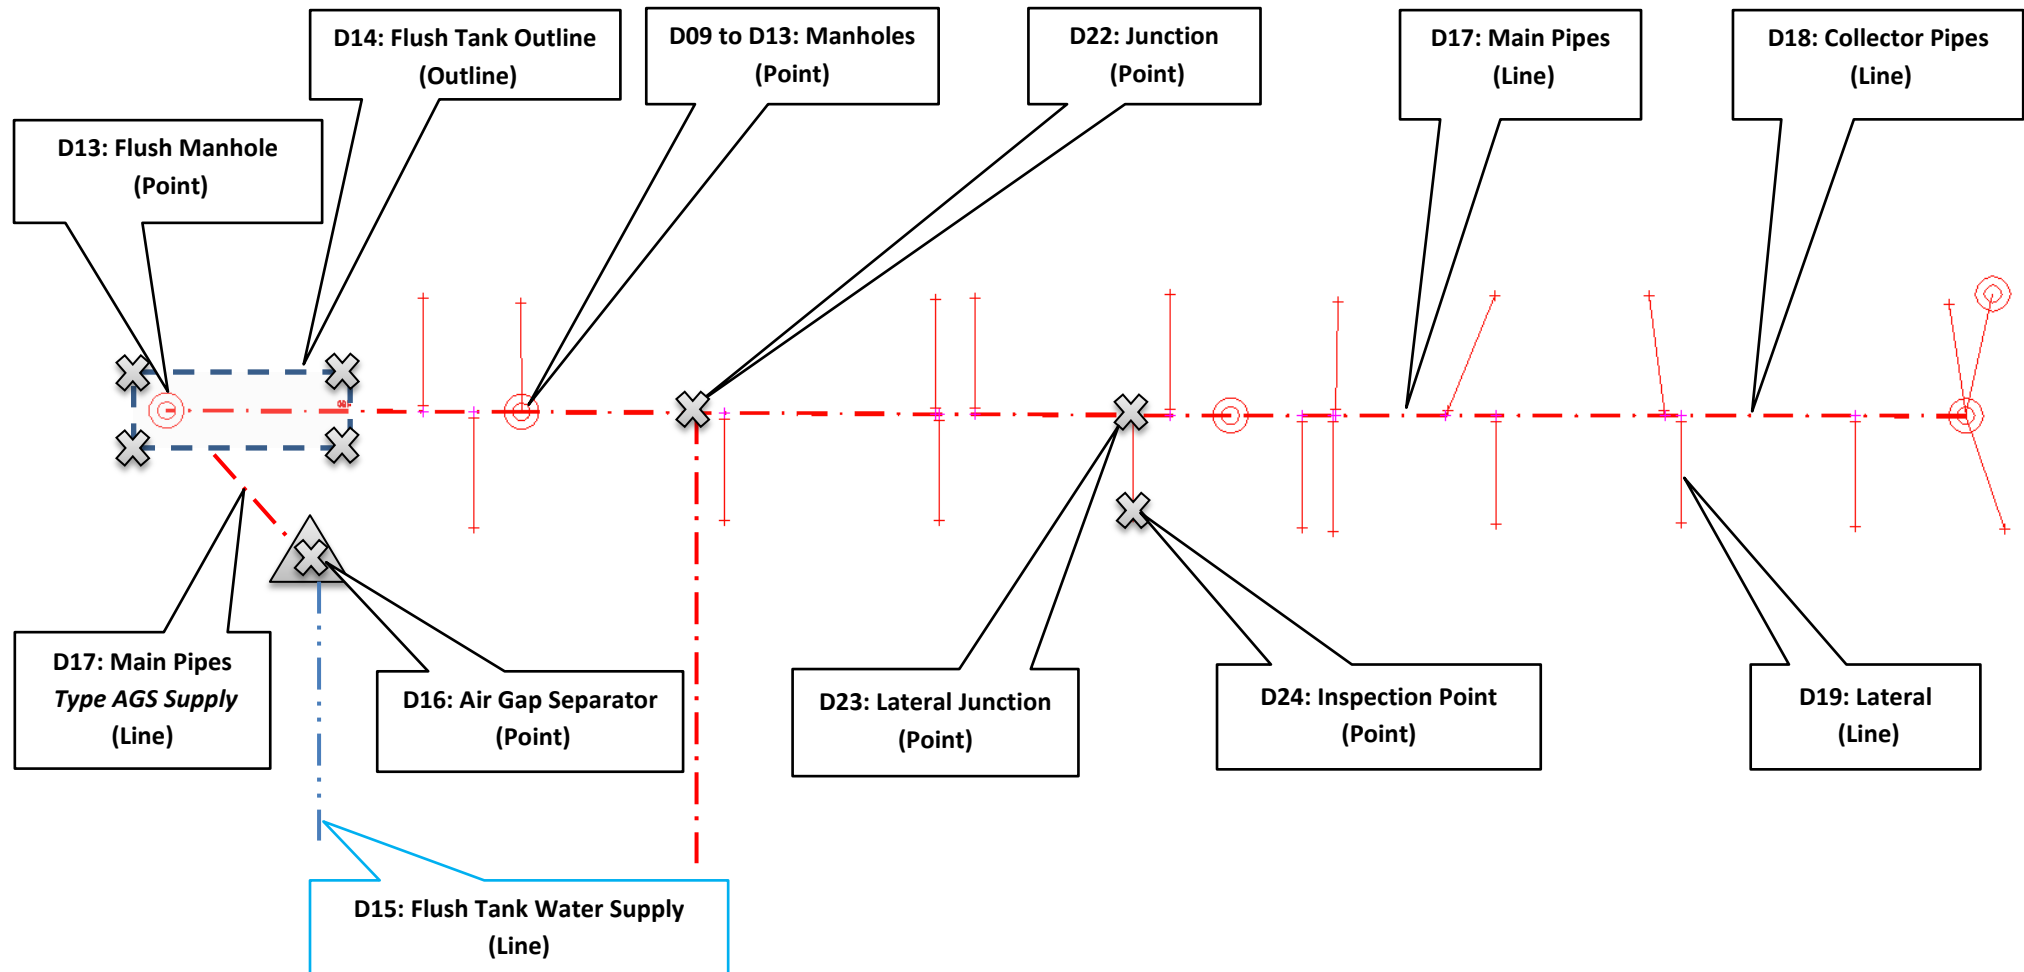 D14: Flush Tank Outline
(Outline)
D09 to D13: Manholes
(Point)
D22: Junction
(Point)
D17: Main Pipes
(Line)
D18: Collector Pipes
(Line)
D13: Flush Manhole
(Point)
D17: Main Pipes
Type AGS Supply
(Line)
D16: Air Gap Separator
(Point)
D23: Lateral Junction
(Point)
D24: Inspection Point
(Point)
D19: Lateral
(Line)
D15: Flush Tank Water Supply
(Line)